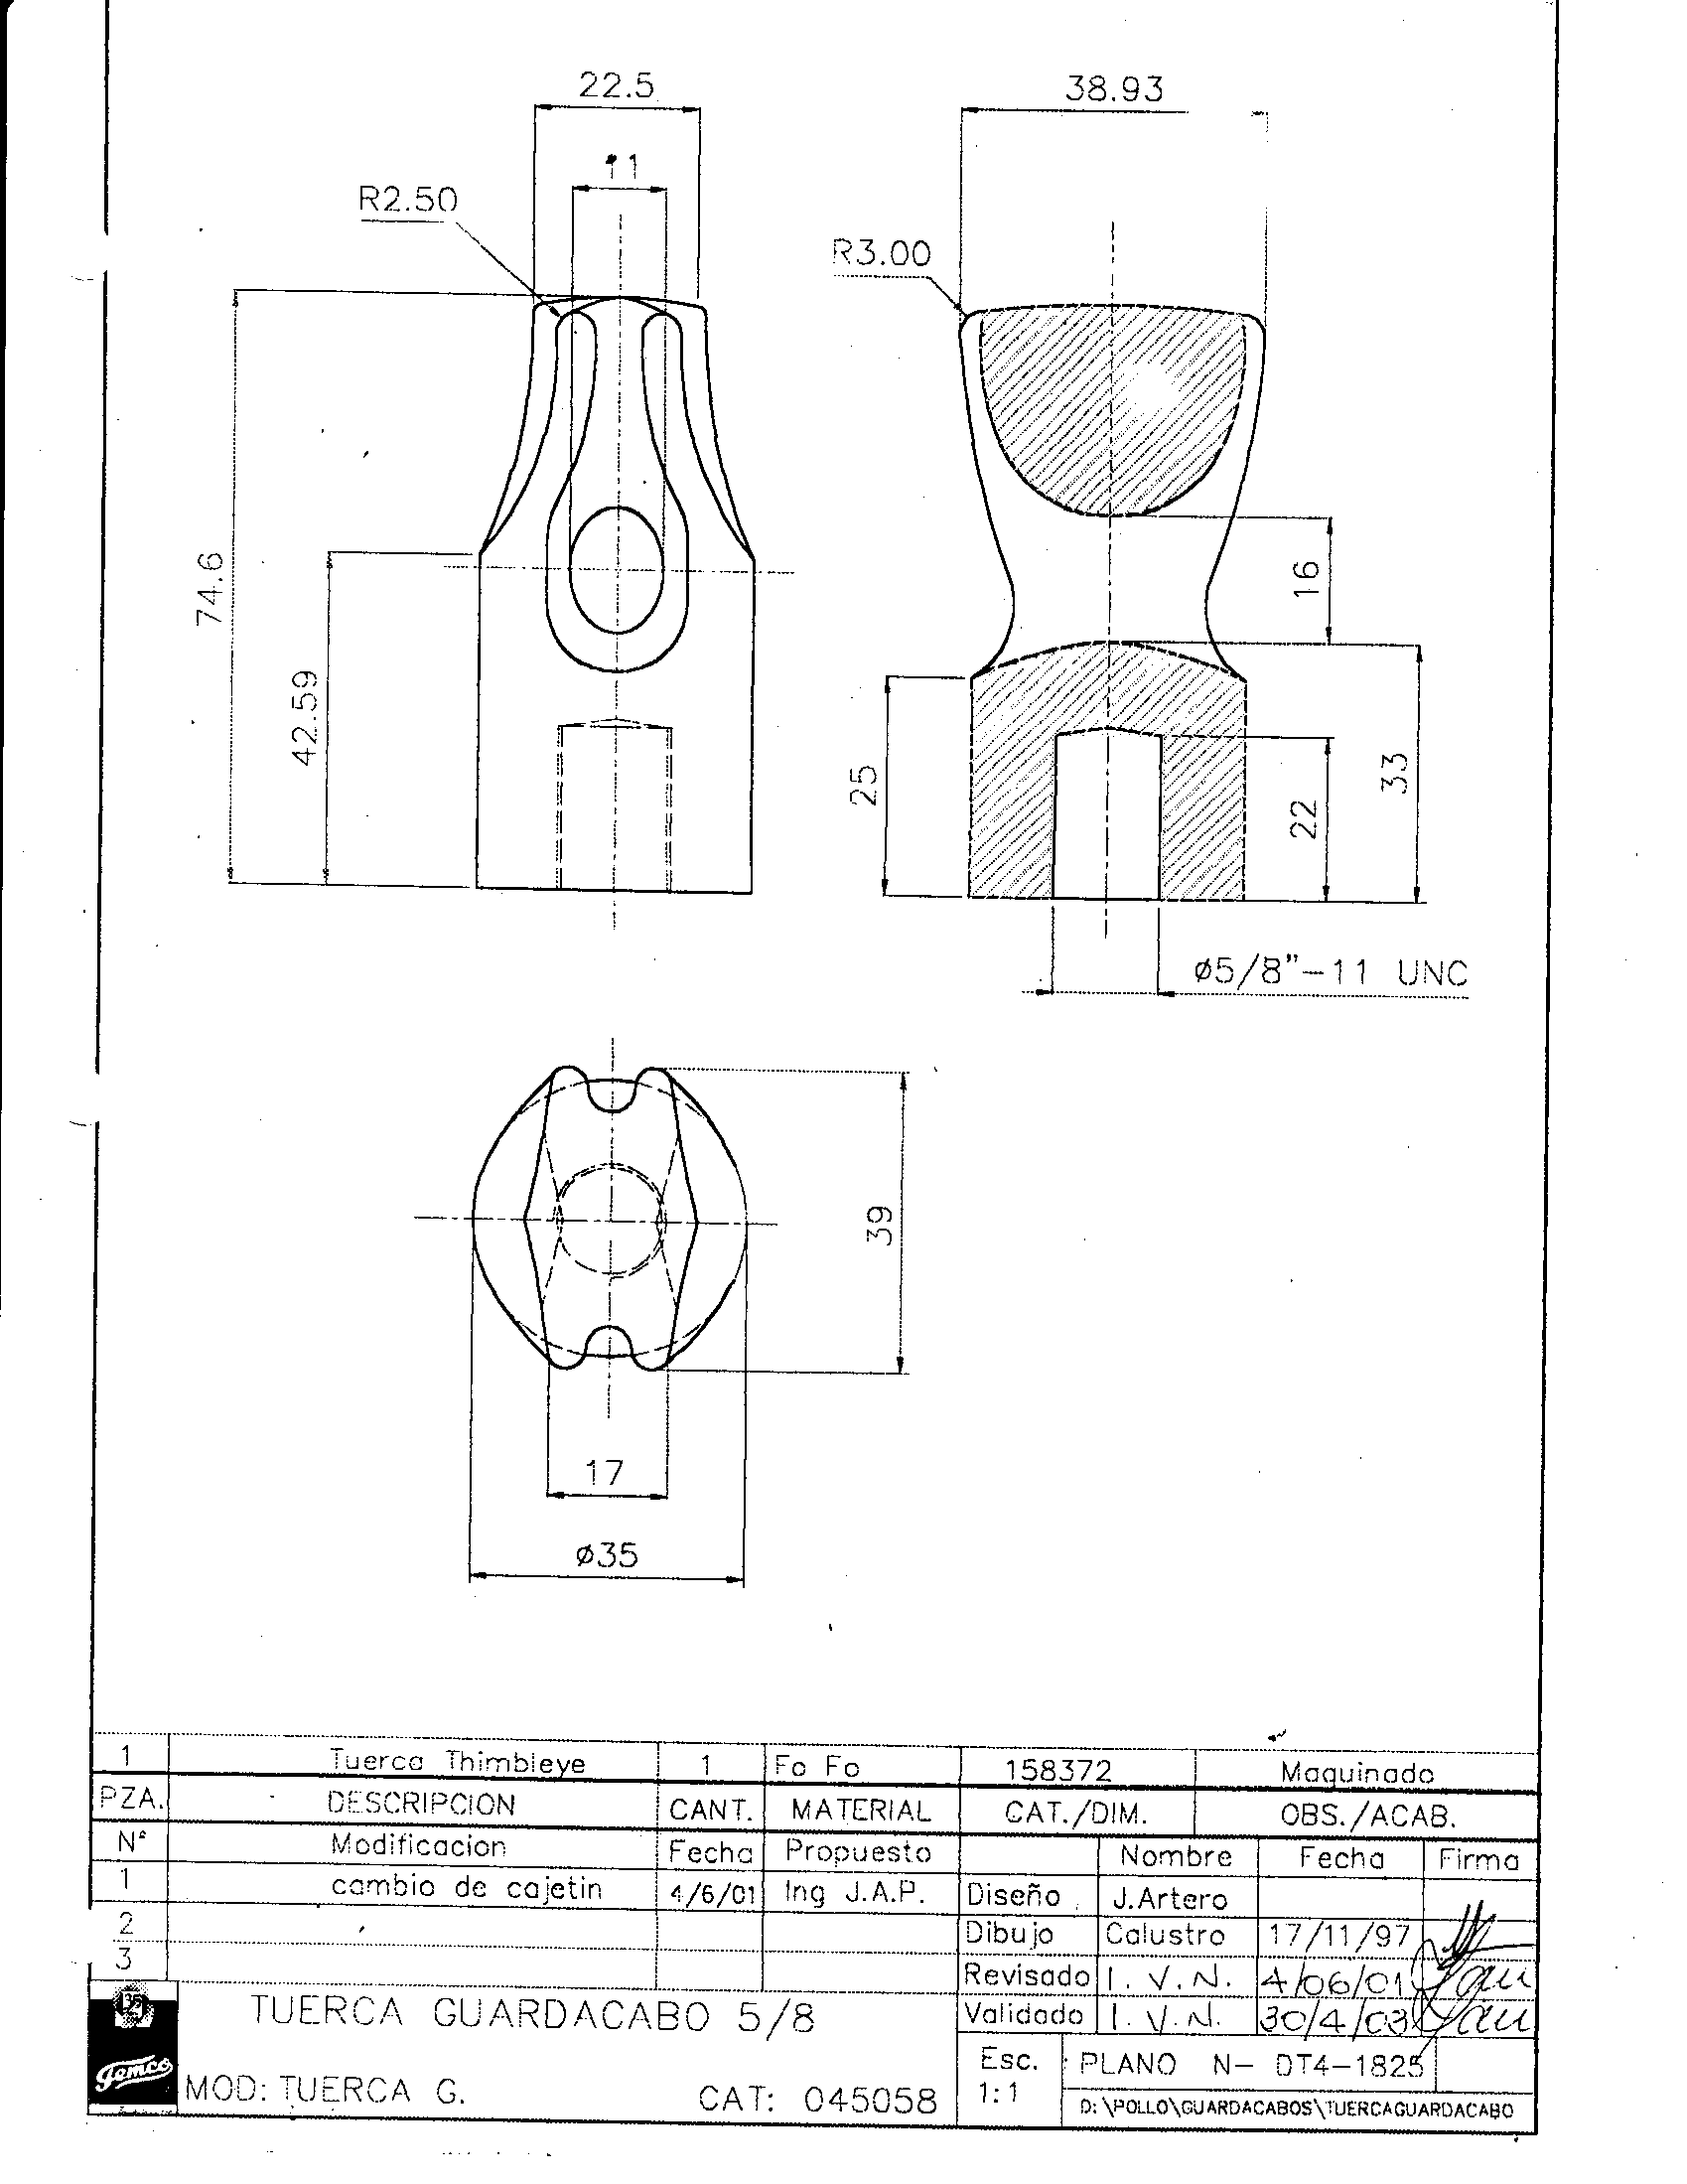 22.5
38.93
11
R2.50
R3.00
74.6
42.59
16
25
22
33
ø5/8"-11 UNC
39
17
ø35
1 Tuerca Thimbleye 1 Fo Fo 158372 Maquinado
PZA. DESCRIPCION CANT. MATERIAL CAT./DIM. OBS./ACAB.
Nº Modificacion Fecha Propuesto Nombre Fecha Firma
1 cambio de cajetin 4/6/01 Ing J.A.P. Diseño J.Artero
2 Dibujo Calustro 17/11/97
3 Revisado I.V.N. 4/06/01
Validado I.V.N. 30/4/03
35
Gemco
TUERCA GUARDACABO 5/8
MOD: TUERCA G. CAT: 045058
Esc.
1:1
PLANO N- DT4-1825
D:\POLLO\GUARDACABOS\TUERCAGUARDACABO